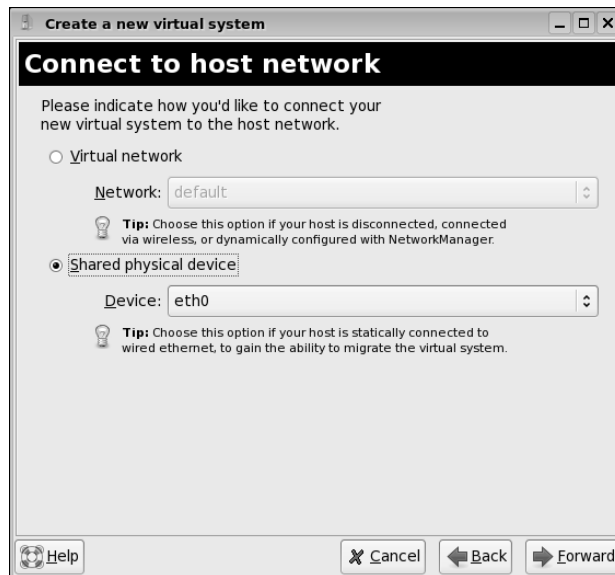 Create a new virtual system
Connect to host network
Please indicate how you'd like to connect your
new virtual system to the host network.
Virtual network
Network: default
Tip: Choose this option if your host is disconnected, connected
via wireless, or dynamically configured with NetworkManager.
Shared physical device
Device: eth0
Tip: Choose this option if your host is statically connected to
wired ethernet, to gain the ability to migrate the virtual system.
Help Cancel Back Forward